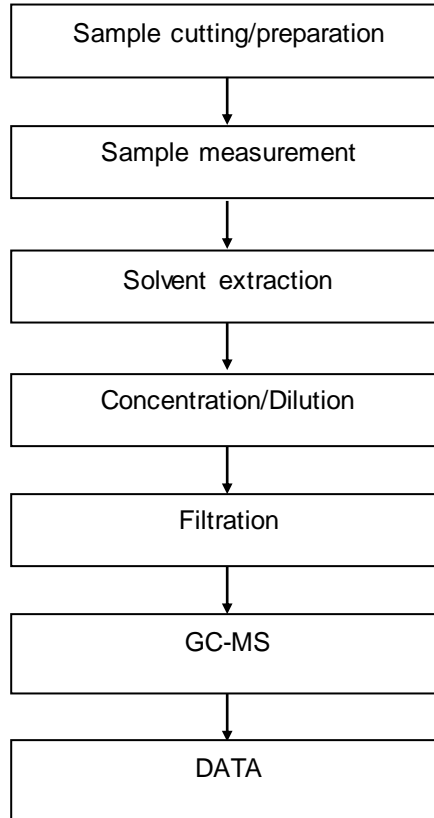 Sample cutting/preparation
Sample measurement
Solvent extraction
Concentration/Dilution
Filtration
GC-MS
DATA